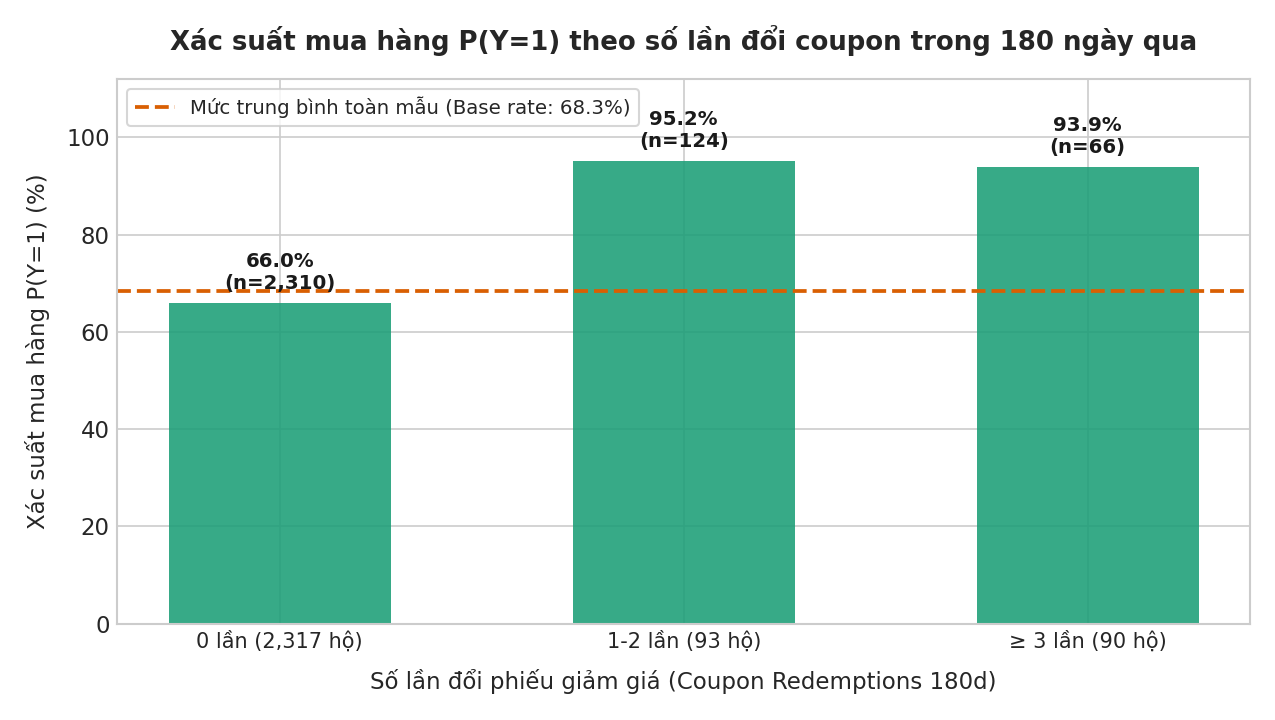 Xác suất mua hàng P(Y=1) theo số lần đổi coupon trong 180 ngày qua
Mức trung bình toàn mẫu (Base rate: 68.3%)
Xác suất mua hàng P(Y=1) (%)
100
80
60
40
20
0
66.0%
(n=2,310)
95.2%
(n=124)
93.9%
(n=66)
0 lần (2,317 hộ)
1-2 lần (93 hộ)
≥ 3 lần (90 hộ)
Số lần đổi phiếu giảm giá (Coupon Redemptions 180d)